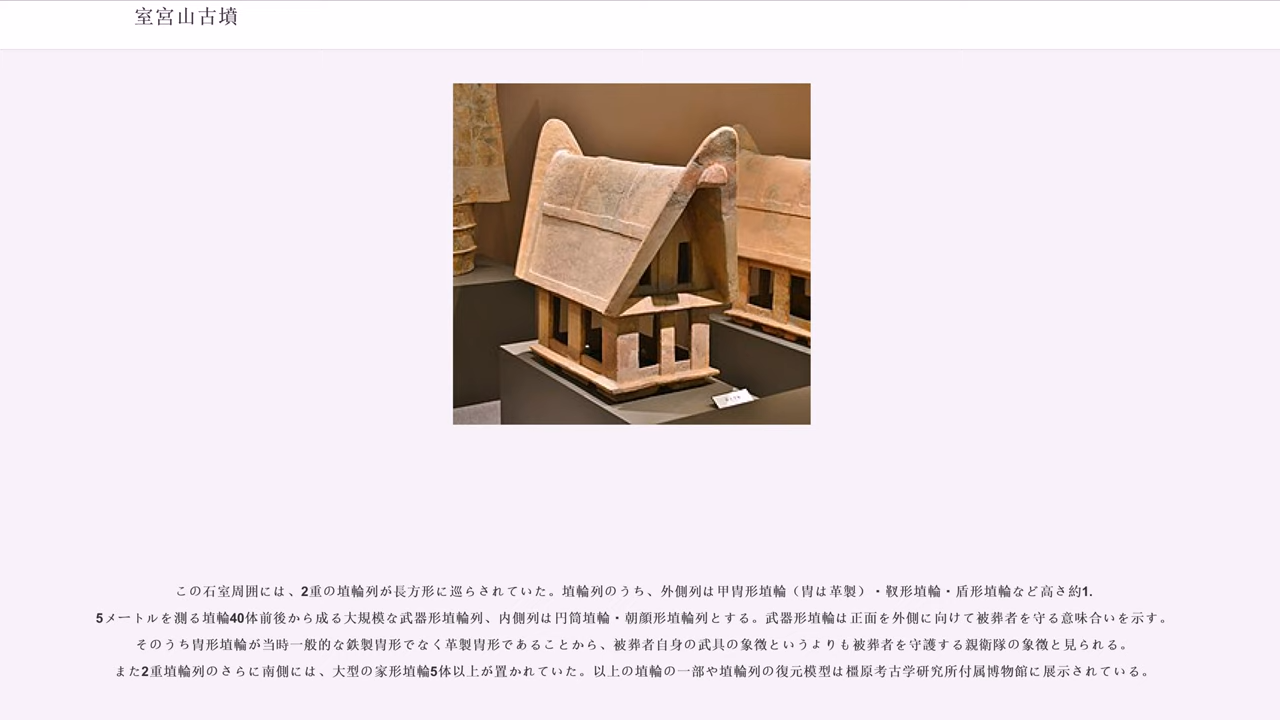 室宮山古墳
この石室周囲には、2重の埴輪列が長方形に巡らされていた。埴輪列のうち、外側列は甲冑形埴輪（冑は革製）・靫形埴輪・盾形埴輪など高さ約1.
5メートルを測る埴輪40体前後から成る大規模な武器形埴輪列、内側列は円筒埴輪・朝顔形埴輪列とする。武器形埴輪は正面を外側に向けて被葬者を守る意味合いを示す。
そのうち冑形埴輪が当時一般的な鉄製冑形でなく革製冑形であることから、被葬者自身の武具の象徴というよりも被葬者を守護する親衛隊の象徴と見られる。
また2重埴輪列のさらに南側には、大型の家形埴輪5体以上が置かれていた。以上の埴輪の一部や埴輪列の復元模型は橿原考古学研究所付属博物館に展示されている。